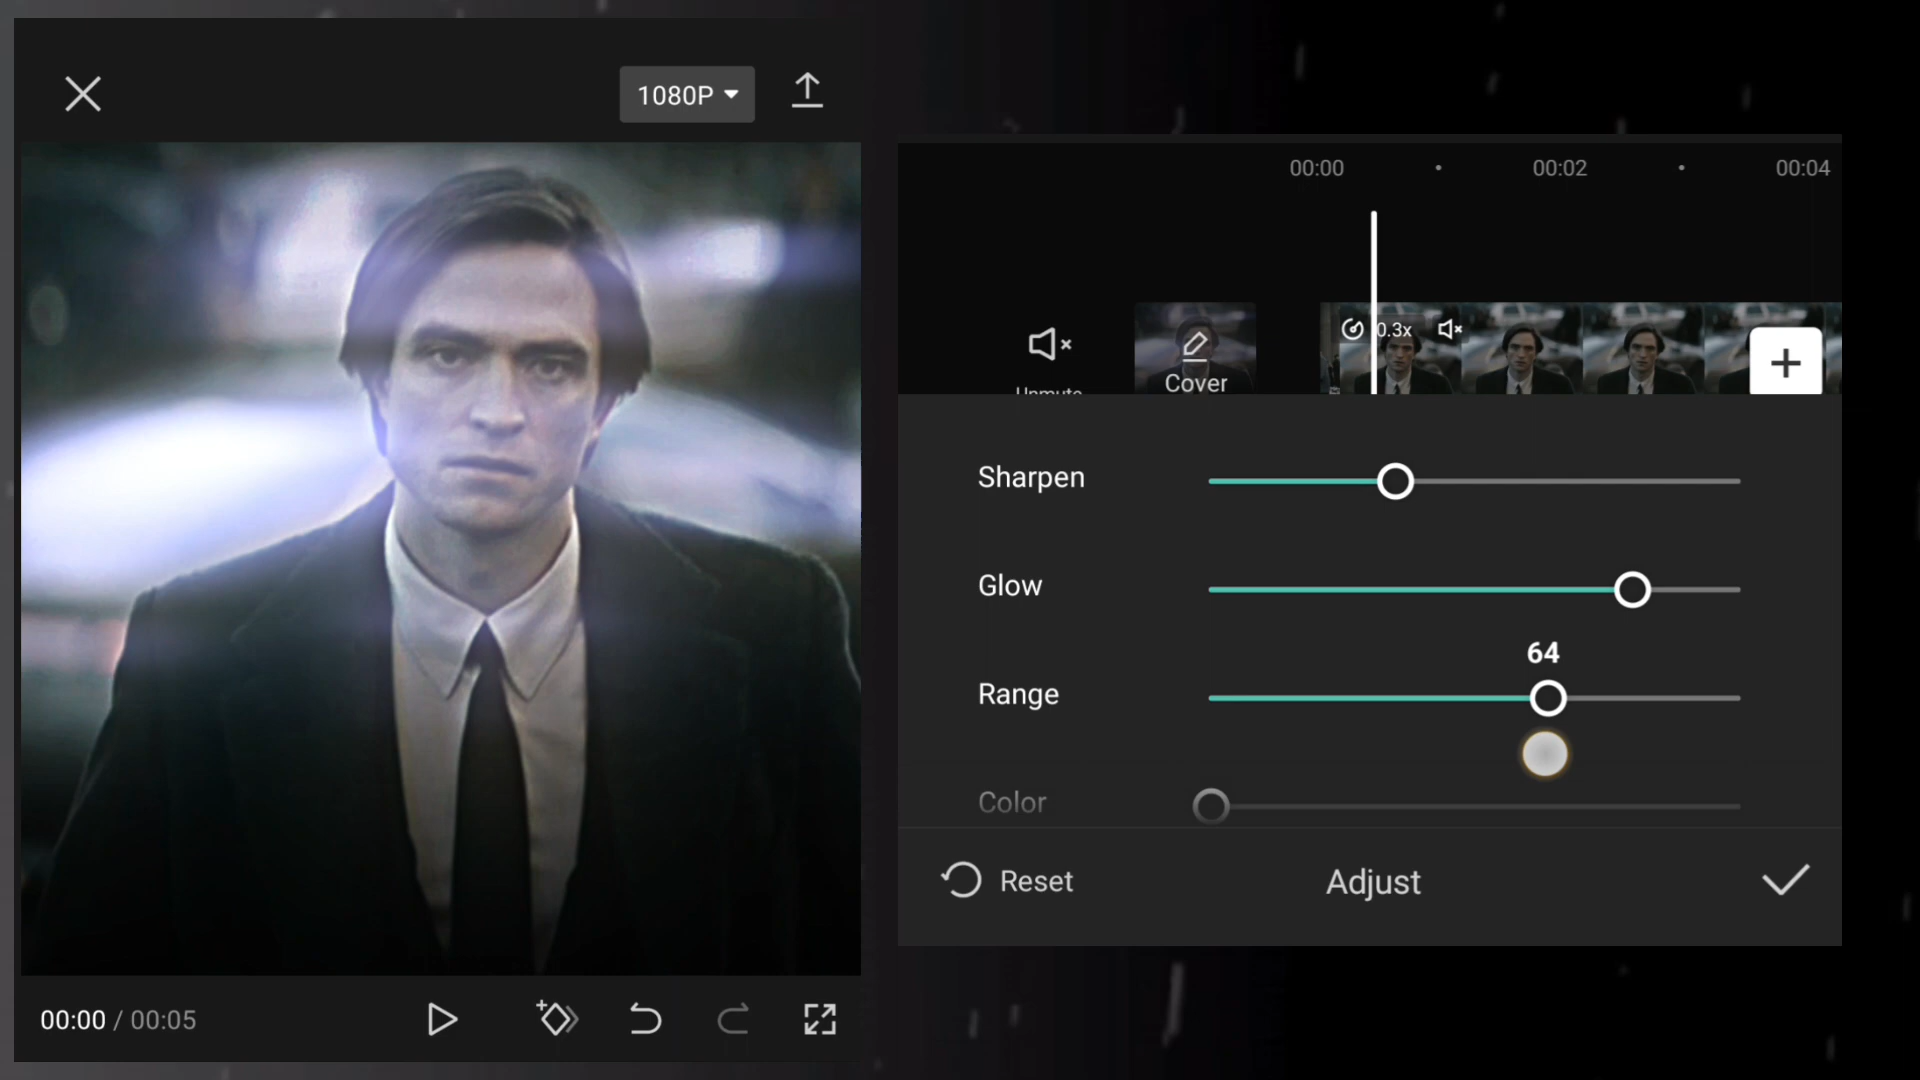 1080P
00:00 / 00:05
00:00
00:02
00:04
0.3x
Unmute
Cover
Sharpen
Glow
64
Range
Color
Reset
Adjust